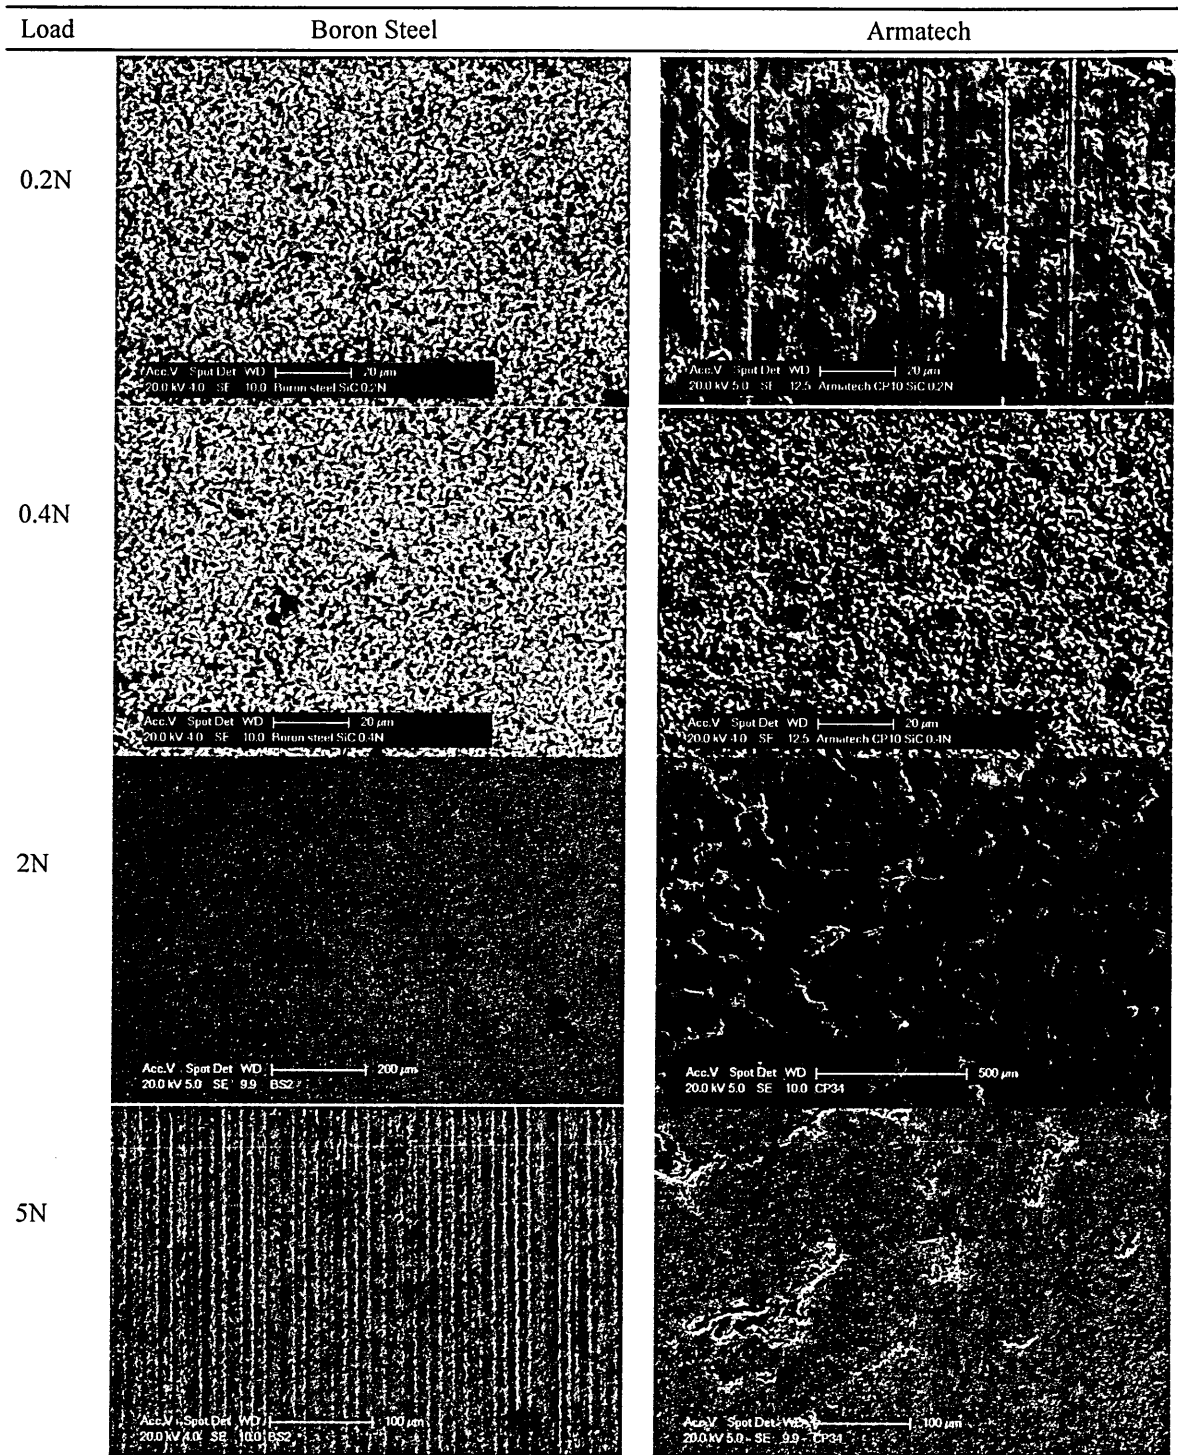 Load Boron Steel Armatech
0.2N
Acc.V Spot Det WD 20 µm
20.0 kV 4.0 SE 10.0 Boron steel SiC 0.2N
Acc.V Spot Det WD 20 µm
20.0 kV 5.0 SE 12.5 Armatech CP10 SiC 0.2N
0.4N
Acc.V Spot Det WD 20 µm
20.0 kV 4.0 SE 10.0 Boron steel SiC 0.4N
Acc.V Spot Det WD 20 µm
20.0 kV 4.0 SE 12.5 Armatech CP10 SiC 0.4N
2N
Acc.V Spot Det WD 200 µm
20.0 kV 5.0 SE 9.9 BS2
Acc.V Spot Det WD 500 µm
20.0 kV 5.0 SE 10.0 CP34
5N
Acc.V Spot Det WD 100 µm
20.0 kV 4.0 SE 10.0 BS2
Acc.V Spot Det WD 100 µm
20.0 kV 5.0 SE 9.9 CP34